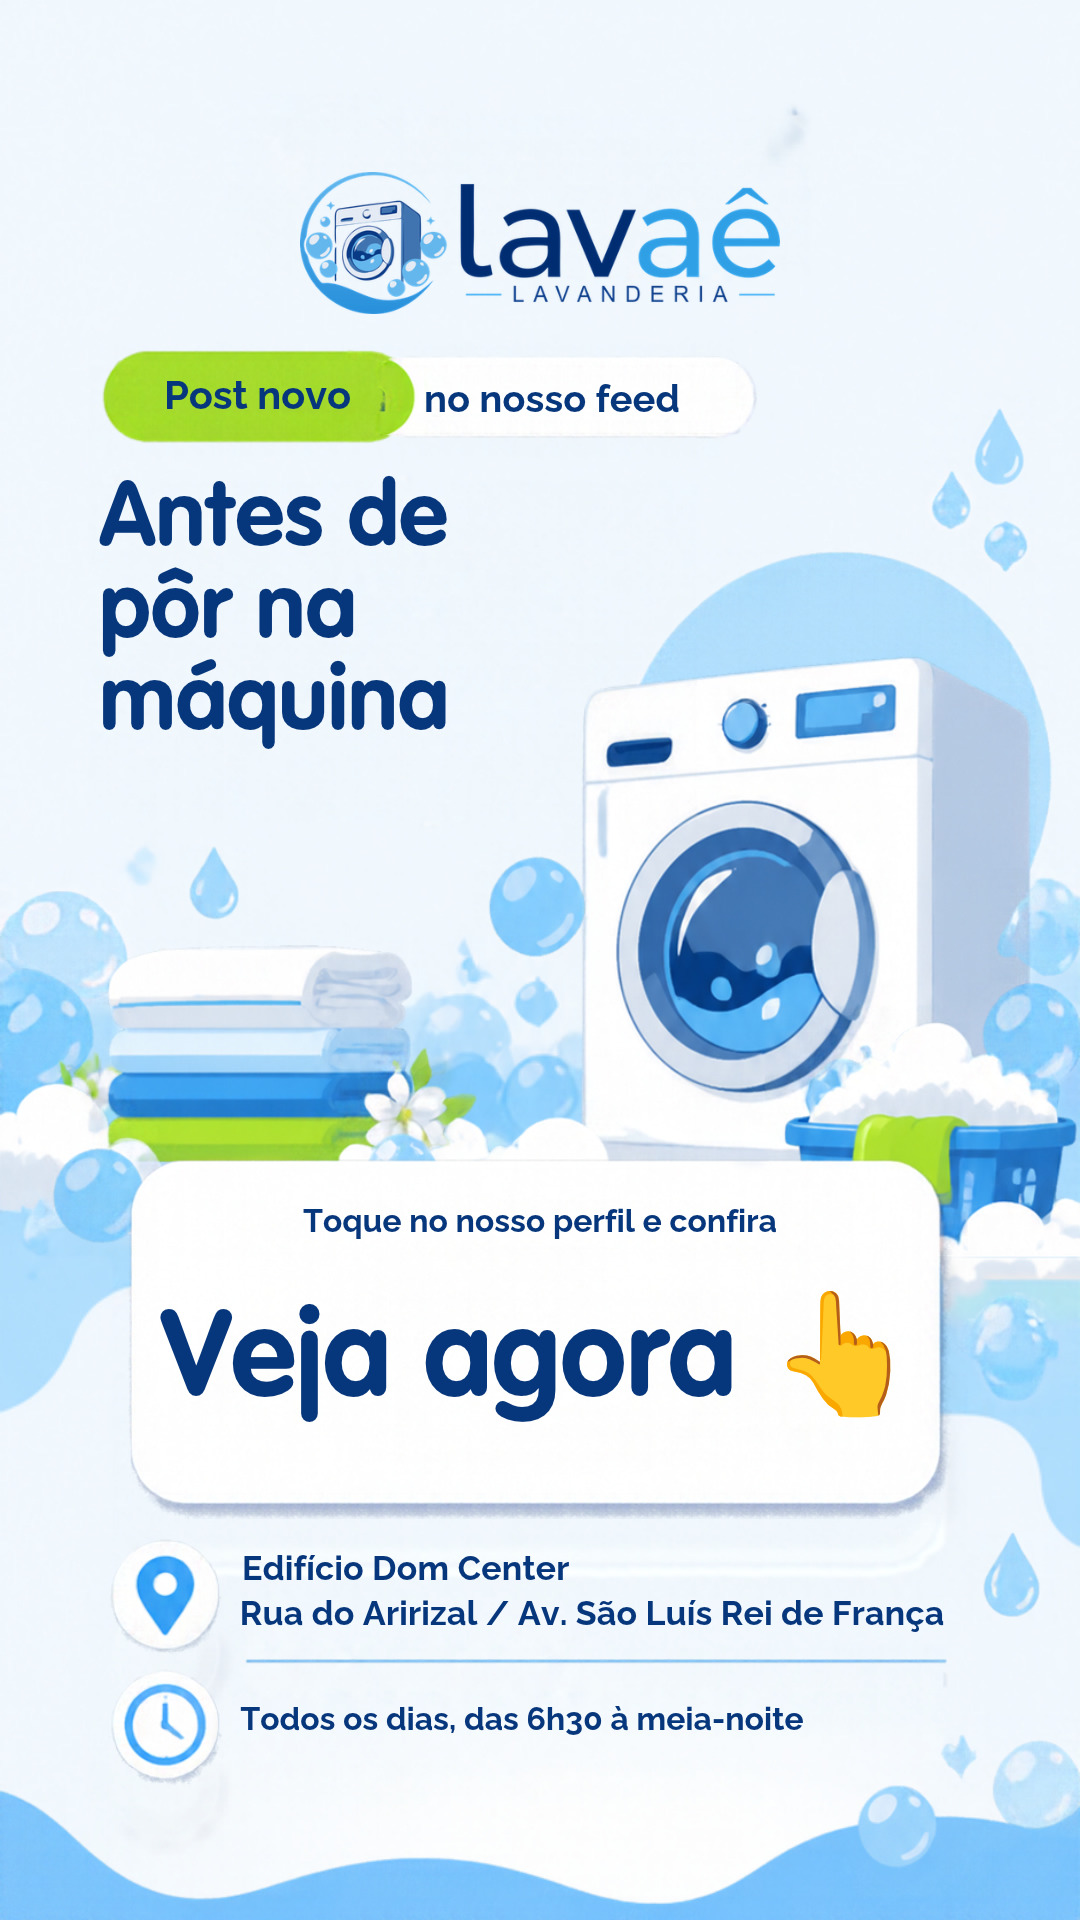 lavaê
LAVANDERIA
Post novo no nosso feed
Antes de
pôr na
máquina
Toque no nosso perfil e confira
Veja agora 👆
Edifício Dom Center
Rua do Aririzal / Av. São Luís Rei de França
Todos os dias, das 6h30 à meia-noite